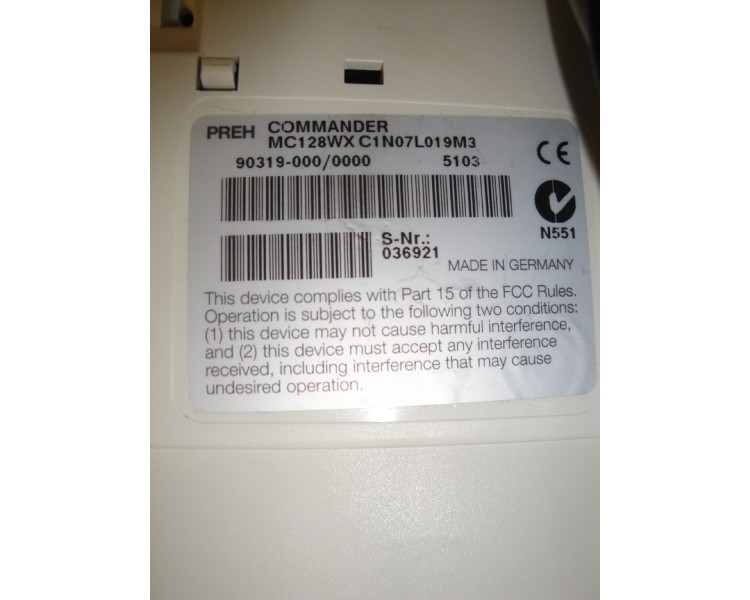 PREH COMMANDER
MC128WX C1N07L019M3
90319-000/0000 5103
CE
N551
S-Nr.:
036921
MADE IN GERMANY
This device complies with Part 15 of the FCC Rules.
Operation is subject to the following two conditions:
(1) this device may not cause harmful interference,
and (2) this device must accept any interference
received, including interference that may cause
undesired operation.